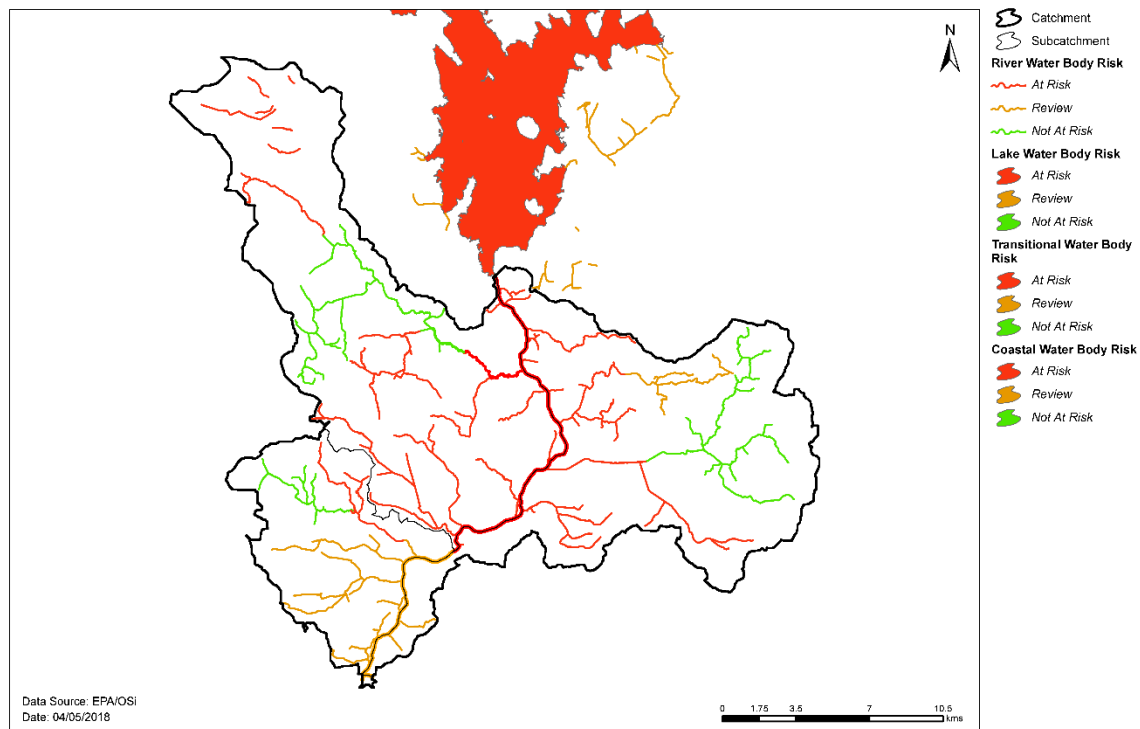 N
Data Source: EPA/OSi
Date: 04/05/2018
0 1.75 3.5 7 10.5
kms
Catchment
Subcatchment
River Water Body Risk
At Risk
Review
Not At Risk
Lake Water Body Risk
At Risk
Review
Not At Risk
Transitional Water Body
Risk
At Risk
Review
Not At Risk
Coastal Water Body Risk
At Risk
Review
Not At Risk